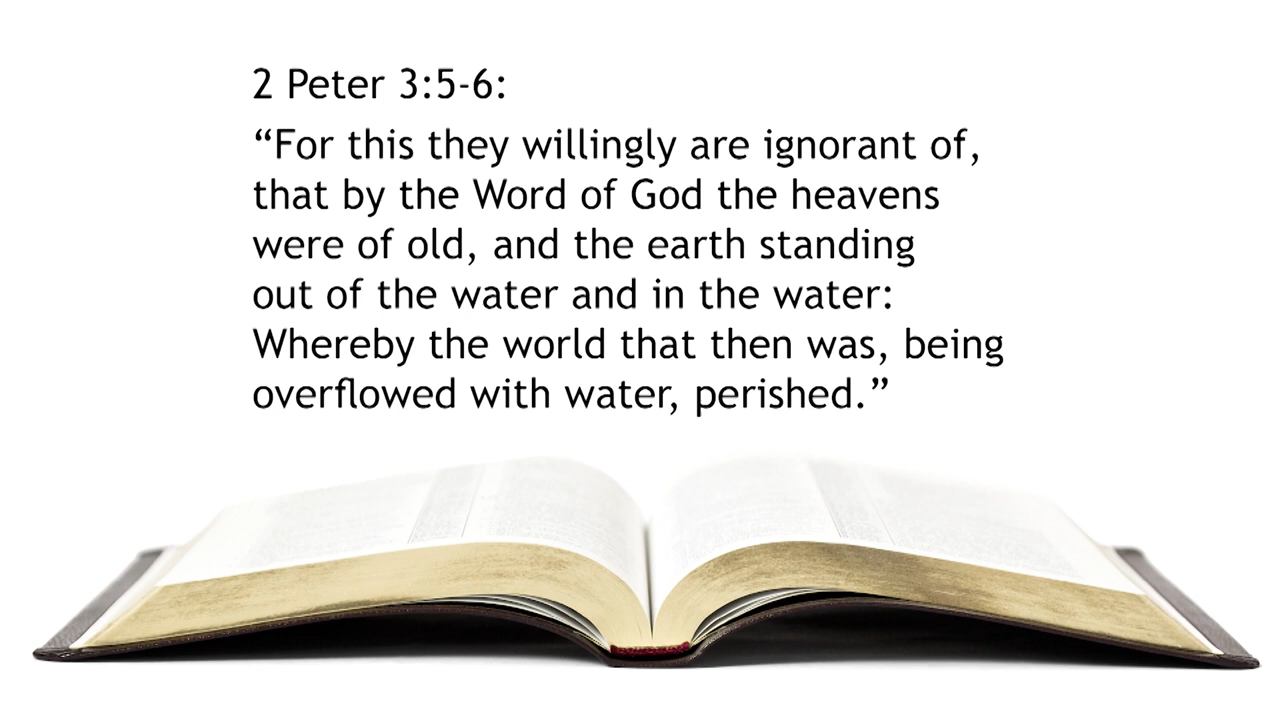 2 Peter 3:5-6:
“For this they willingly are ignorant of,
that by the Word of God the heavens
were of old, and the earth standing
out of the water and in the water:
Whereby the world that then was, being
overflowed with water, perished.”